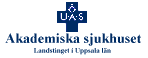 UAS
Akademiska sjukhuset
Landstinget i Uppsala län